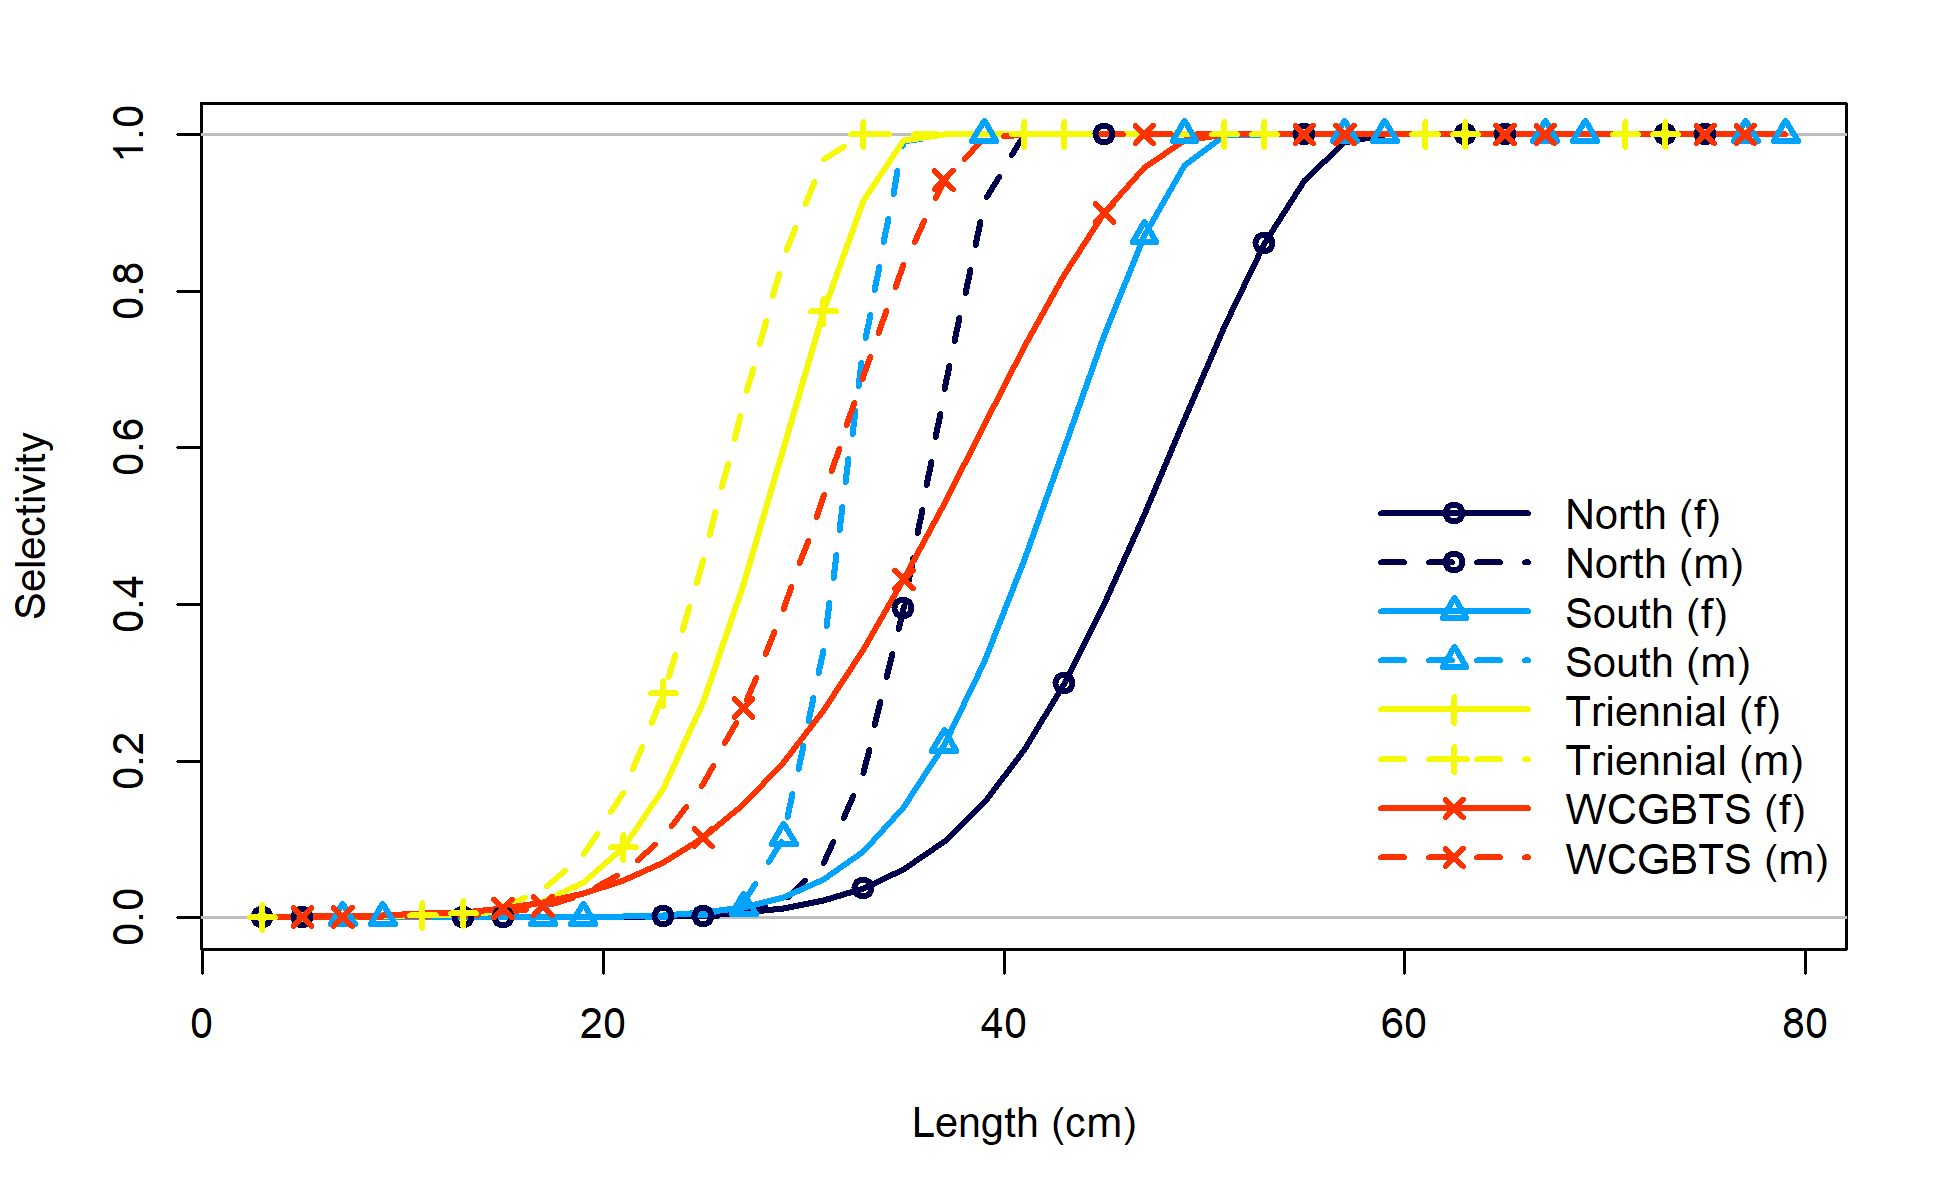 1.0
0.8
0.6
0.4
0.2
0.0
Selectivity
0 20 40 60 80
Length (cm)
North (f)
North (m)
South (f)
South (m)
Triennial (f)
Triennial (m)
WCGBTS (f)
WCGBTS (m)